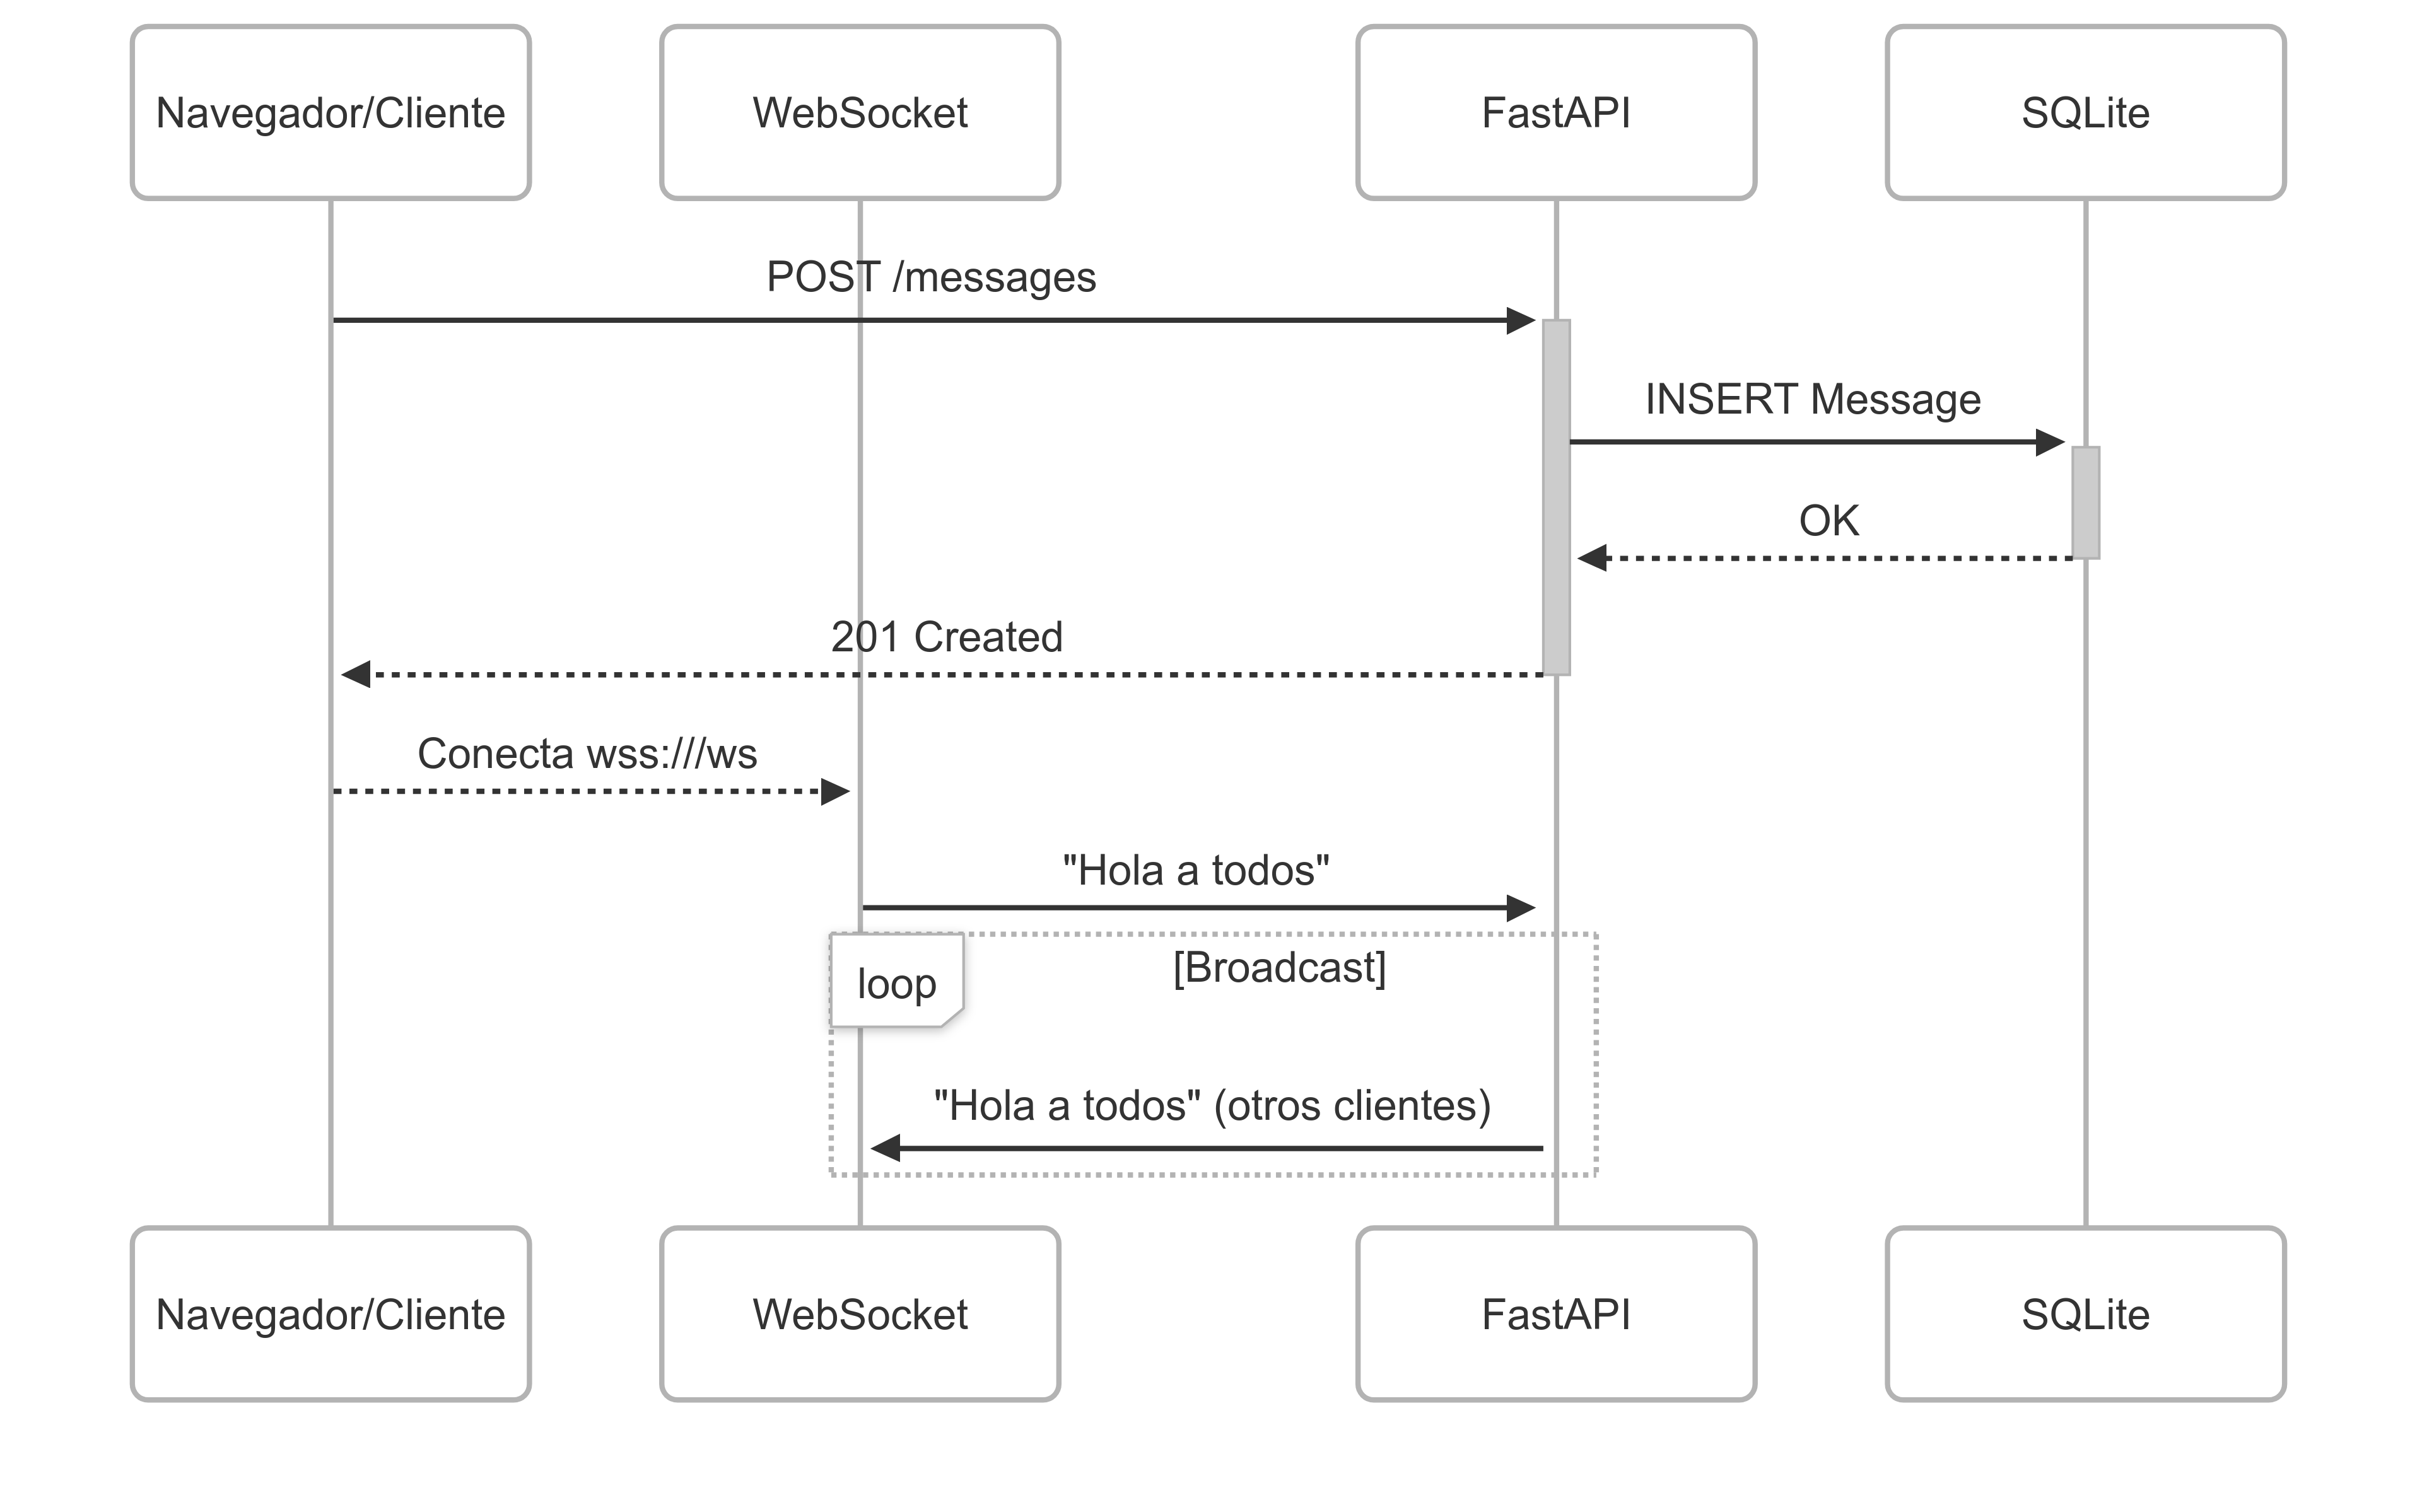 Navegador/Cliente
WebSocket
FastAPI
SQLite
POST /messages
INSERT Message
OK
201 Created
Conecta wss:///ws
"Hola a todos"
[Broadcast]
loop
"Hola a todos" (otros clientes)
Navegador/Cliente
WebSocket
FastAPI
SQLite